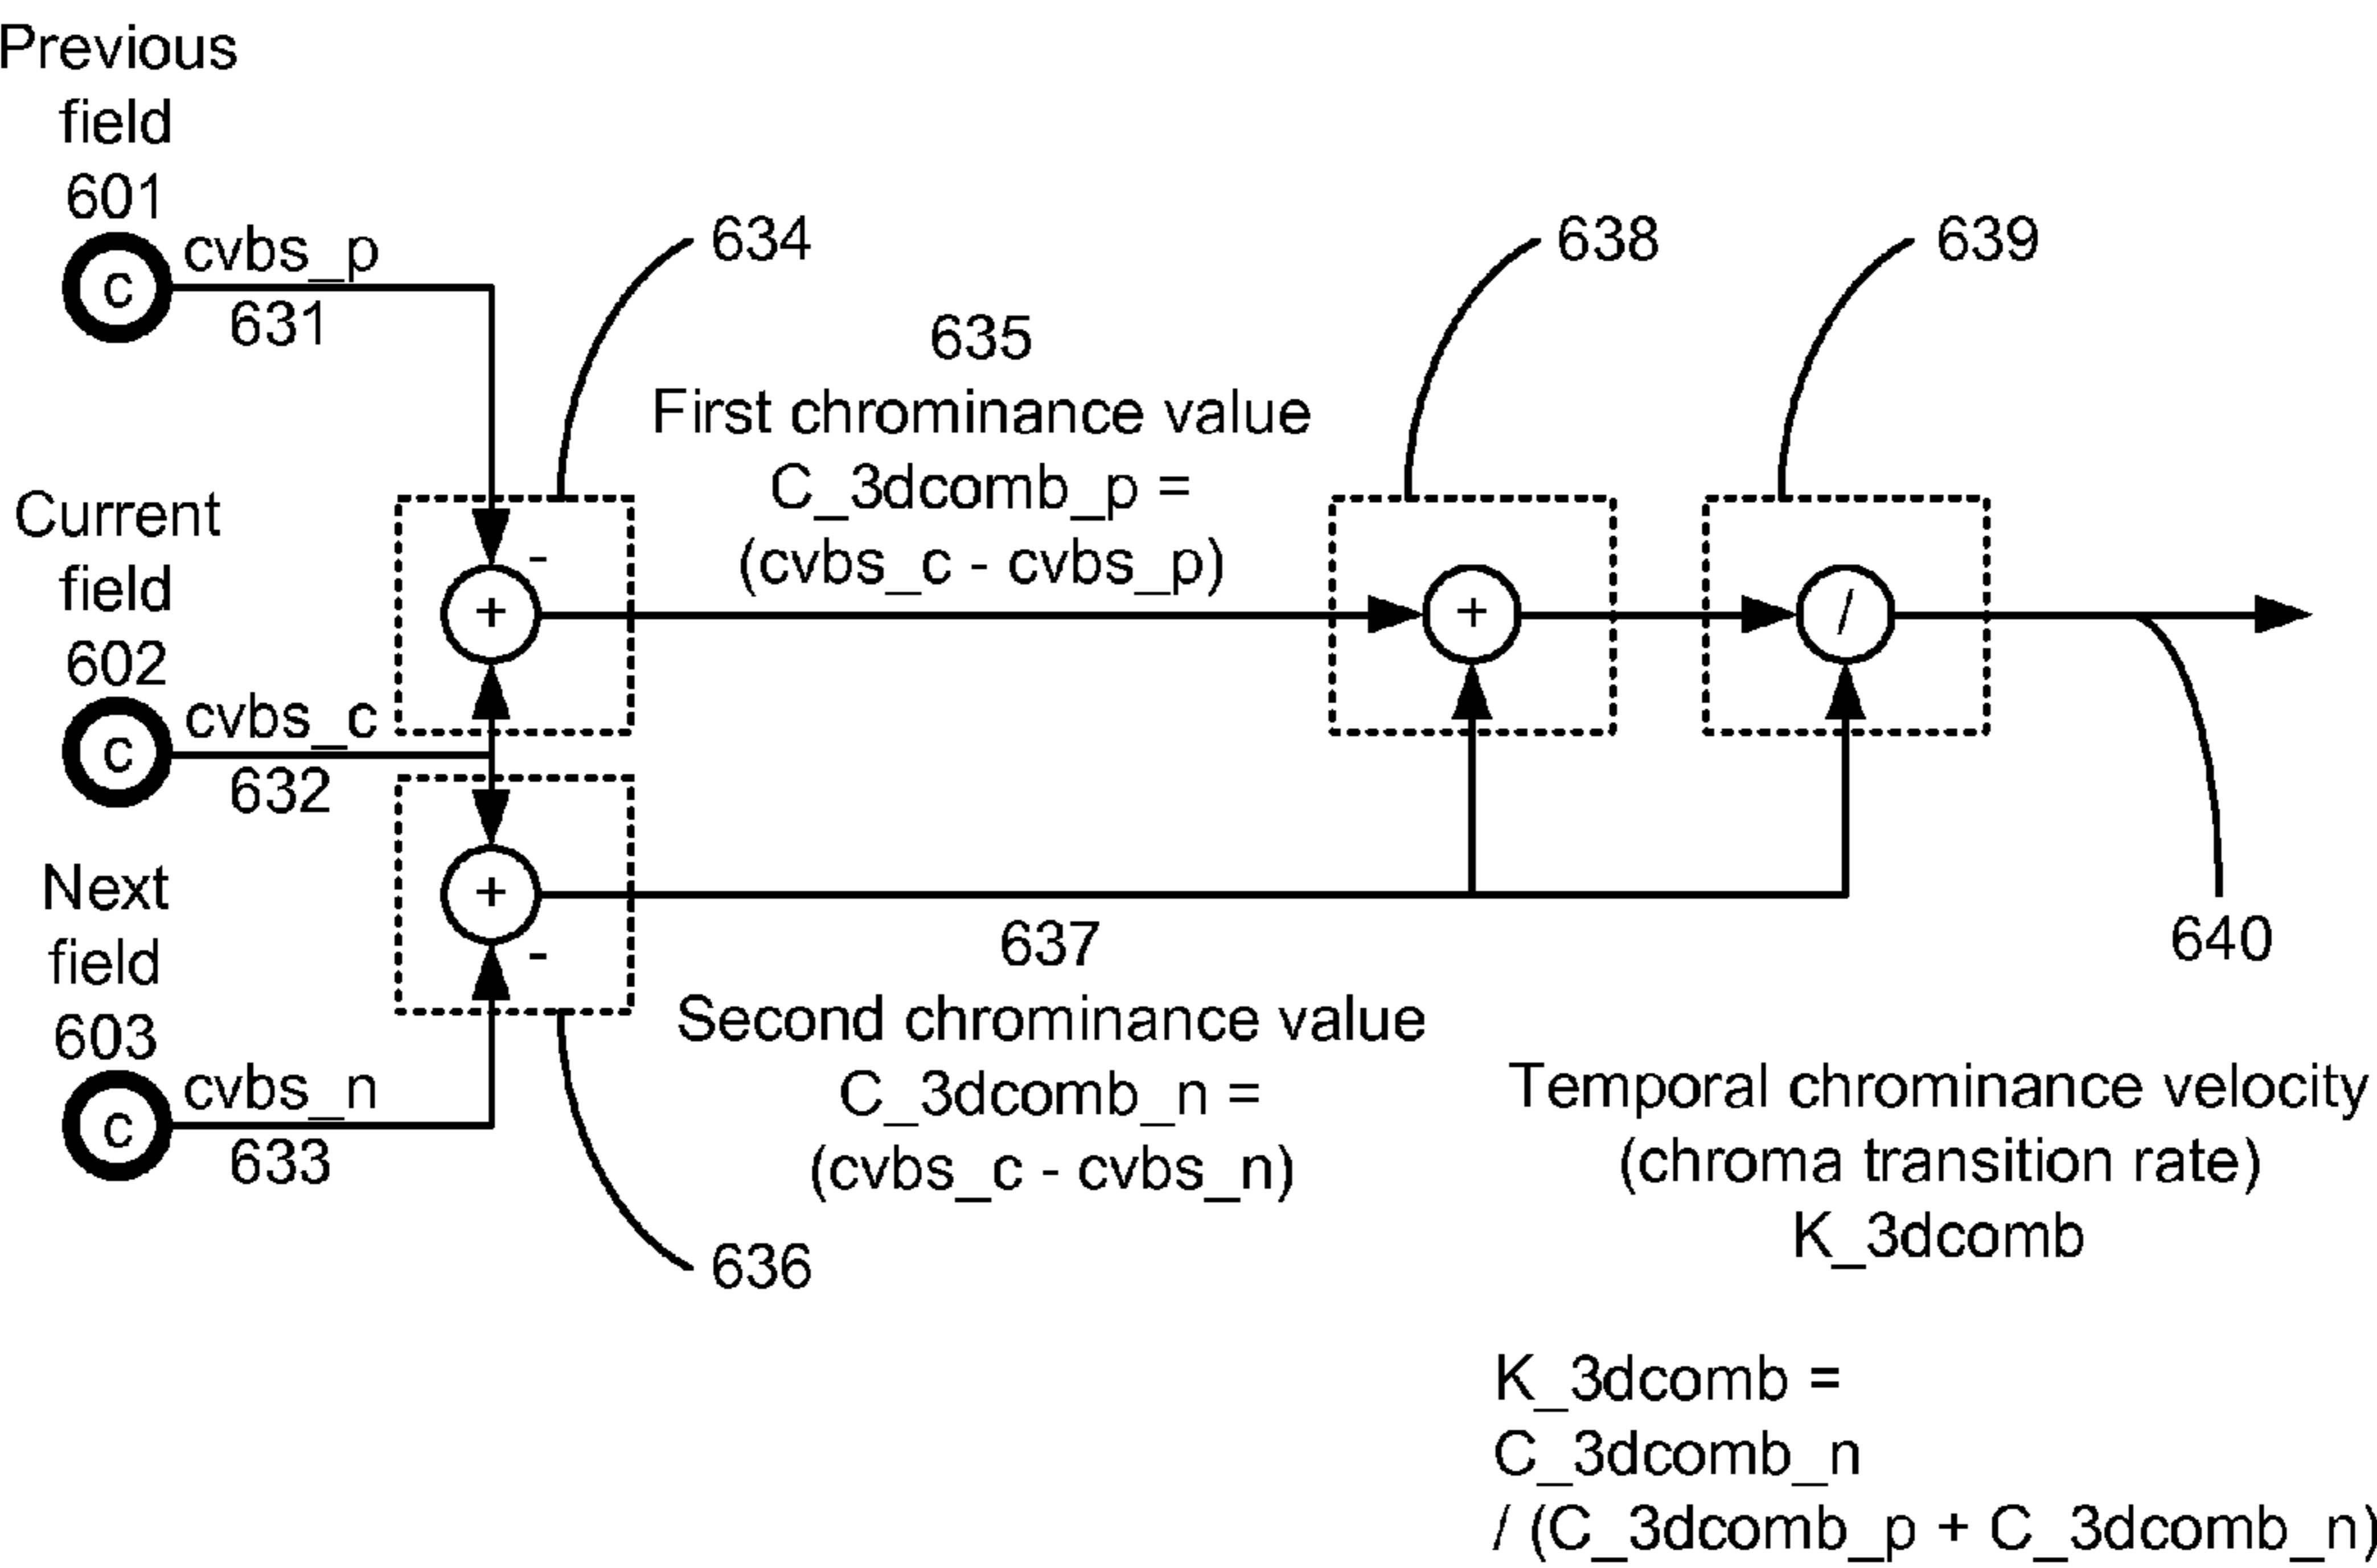 Previous
field
601
c
cvbs_p
631
634
638
639
635
First chrominance value
C_3dcomb_p =
(cvbs_c - cvbs_p)
Current
field
602
c
cvbs_c
632
-
+
+
/
Next
field
603
c
cvbs_n
633
+
-
637
Second chrominance value
C_3dcomb_n =
(cvbs_c - cvbs_n)
636
640
Temporal chrominance velocity
(chroma transition rate)
K_3dcomb
K_3dcomb =
C_3dcomb_n
/ (C_3dcomb_p + C_3dcomb_n)